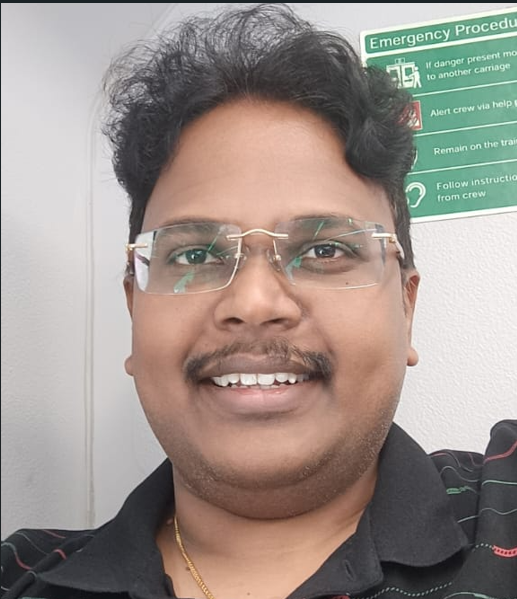 Emergency Procedu
If danger present mo
to another carriage
Alert crew via help
Remain on the trai
Follow instructio
from crew